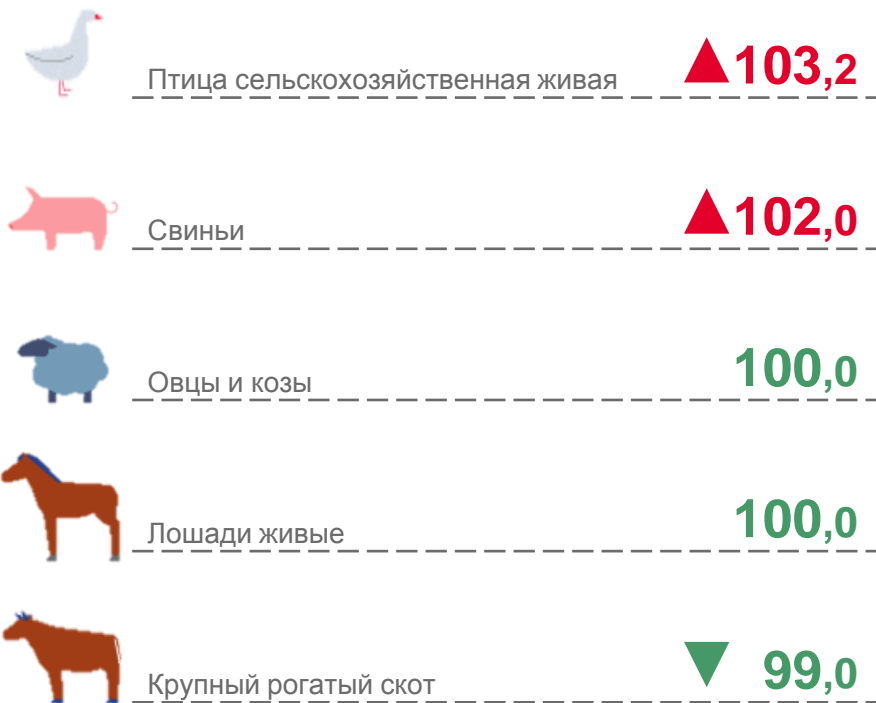 Птица сельскохозяйственная живая ▲103,2
Свиньи ▲102,0
Овцы и козы 100,0
Лошади живые 100,0
Крупный рогатый скот ▼ 99,0